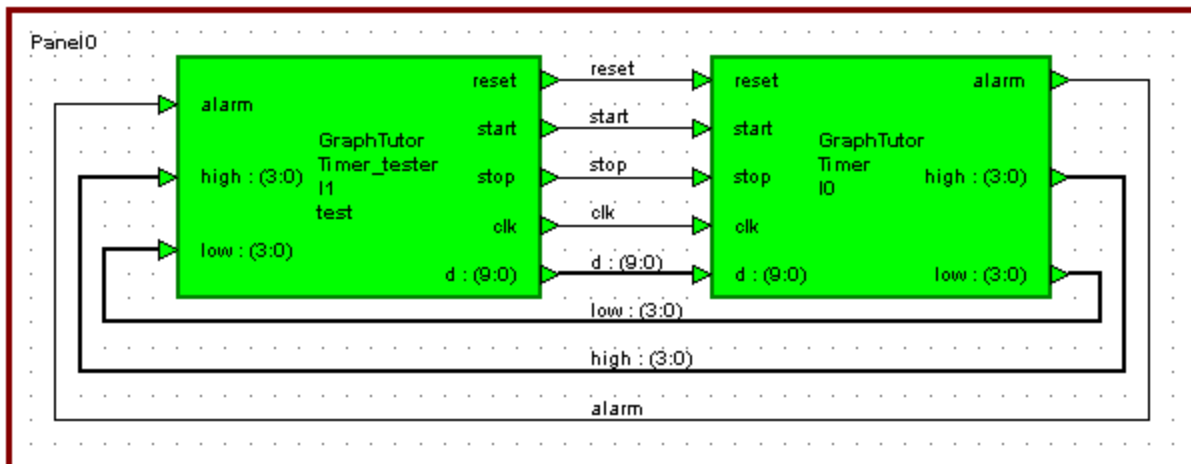 Panel0
alarm
high : (3:0)
low : (3:0)
GraphTutor
Timer_tester
I1
test
reset
start
stop
clk
d : (9:0)
reset
start
stop
clk
d : (9:0)
reset
start
stop
clk
d : (9:0)
GraphTutor
Timer
I0
alarm
high : (3:0)
low : (3:0)
low : (3:0)
high : (3:0)
alarm